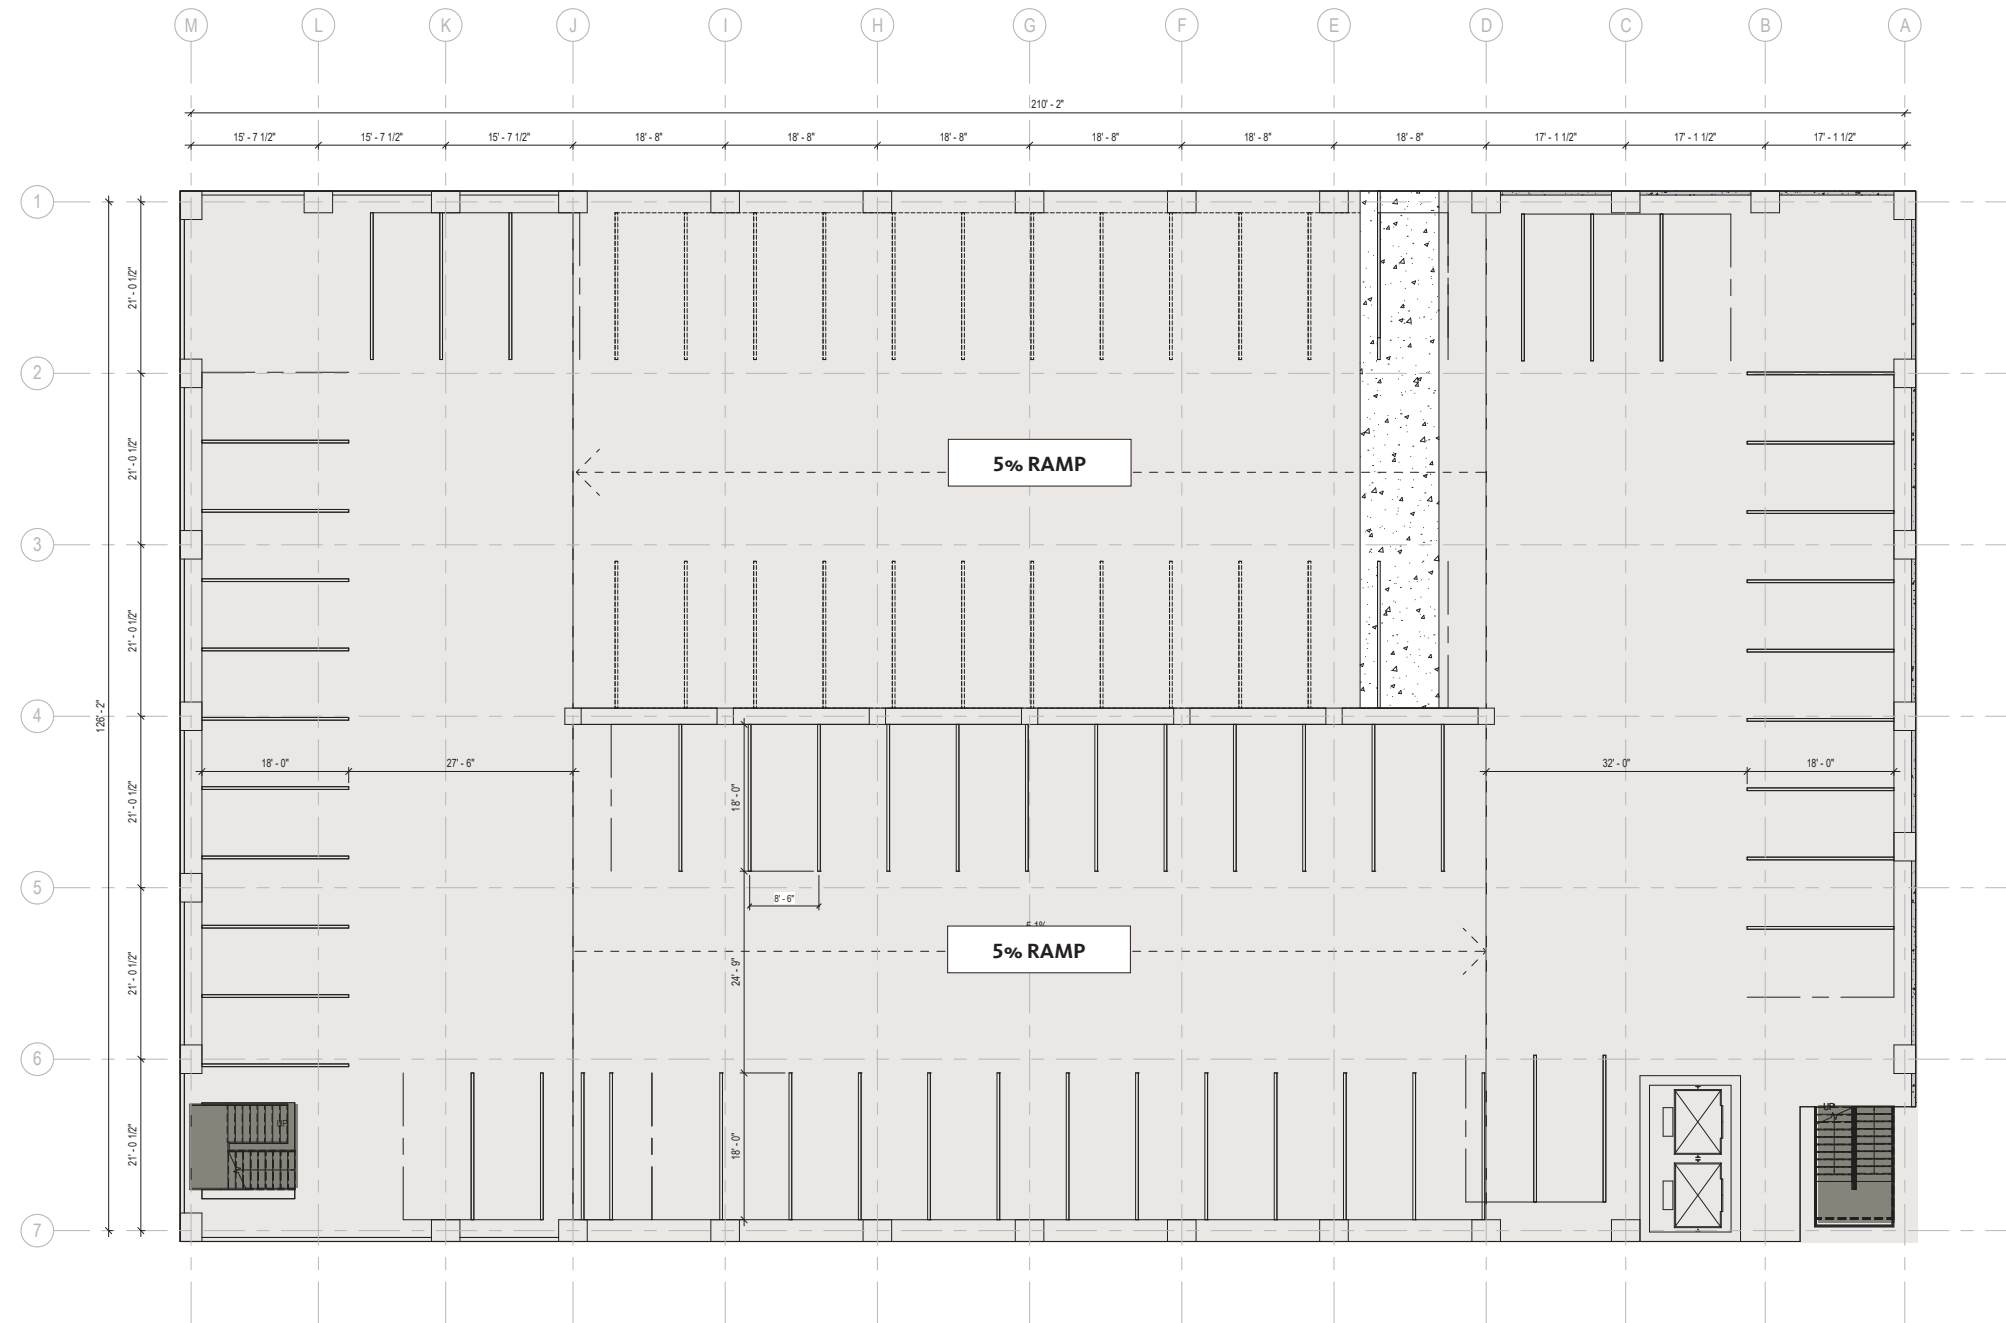 M L K J I H G F E D C B A
210' - 2"
15' - 7 1/2" 15' - 7 1/2" 15' - 7 1/2" 18' - 8" 18' - 8" 18' - 8" 18' - 8" 18' - 8" 18' - 8" 17' - 1 1/2" 17' - 1 1/2" 17' - 1 1/2"
1
21' - 0 1/2"
2
21' - 0 1/2"
5% RAMP
3
21' - 0 1/2"
4
126' - 2"
18' - 0" 27' - 6" 32' - 0" 18' - 0"
21' - 0 1/2"
18' - 0"
5
8' - 6"
5% RAMP
21' - 0 1/2"
24' - 9"
6
UP
UP
21' - 0 1/2"
18' - 0"
7